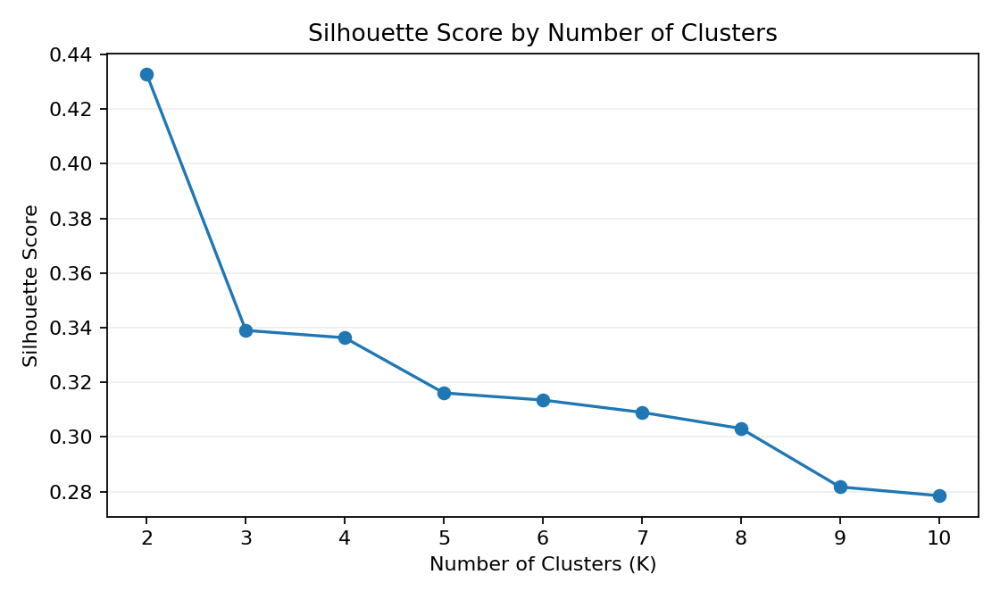 Silhouette Score by Number of Clusters
Silhouette Score
0.44
0.42
0.40
0.38
0.36
0.34
0.32
0.30
0.28
2 3 4 5 6 7 8 9 10
Number of Clusters (K)